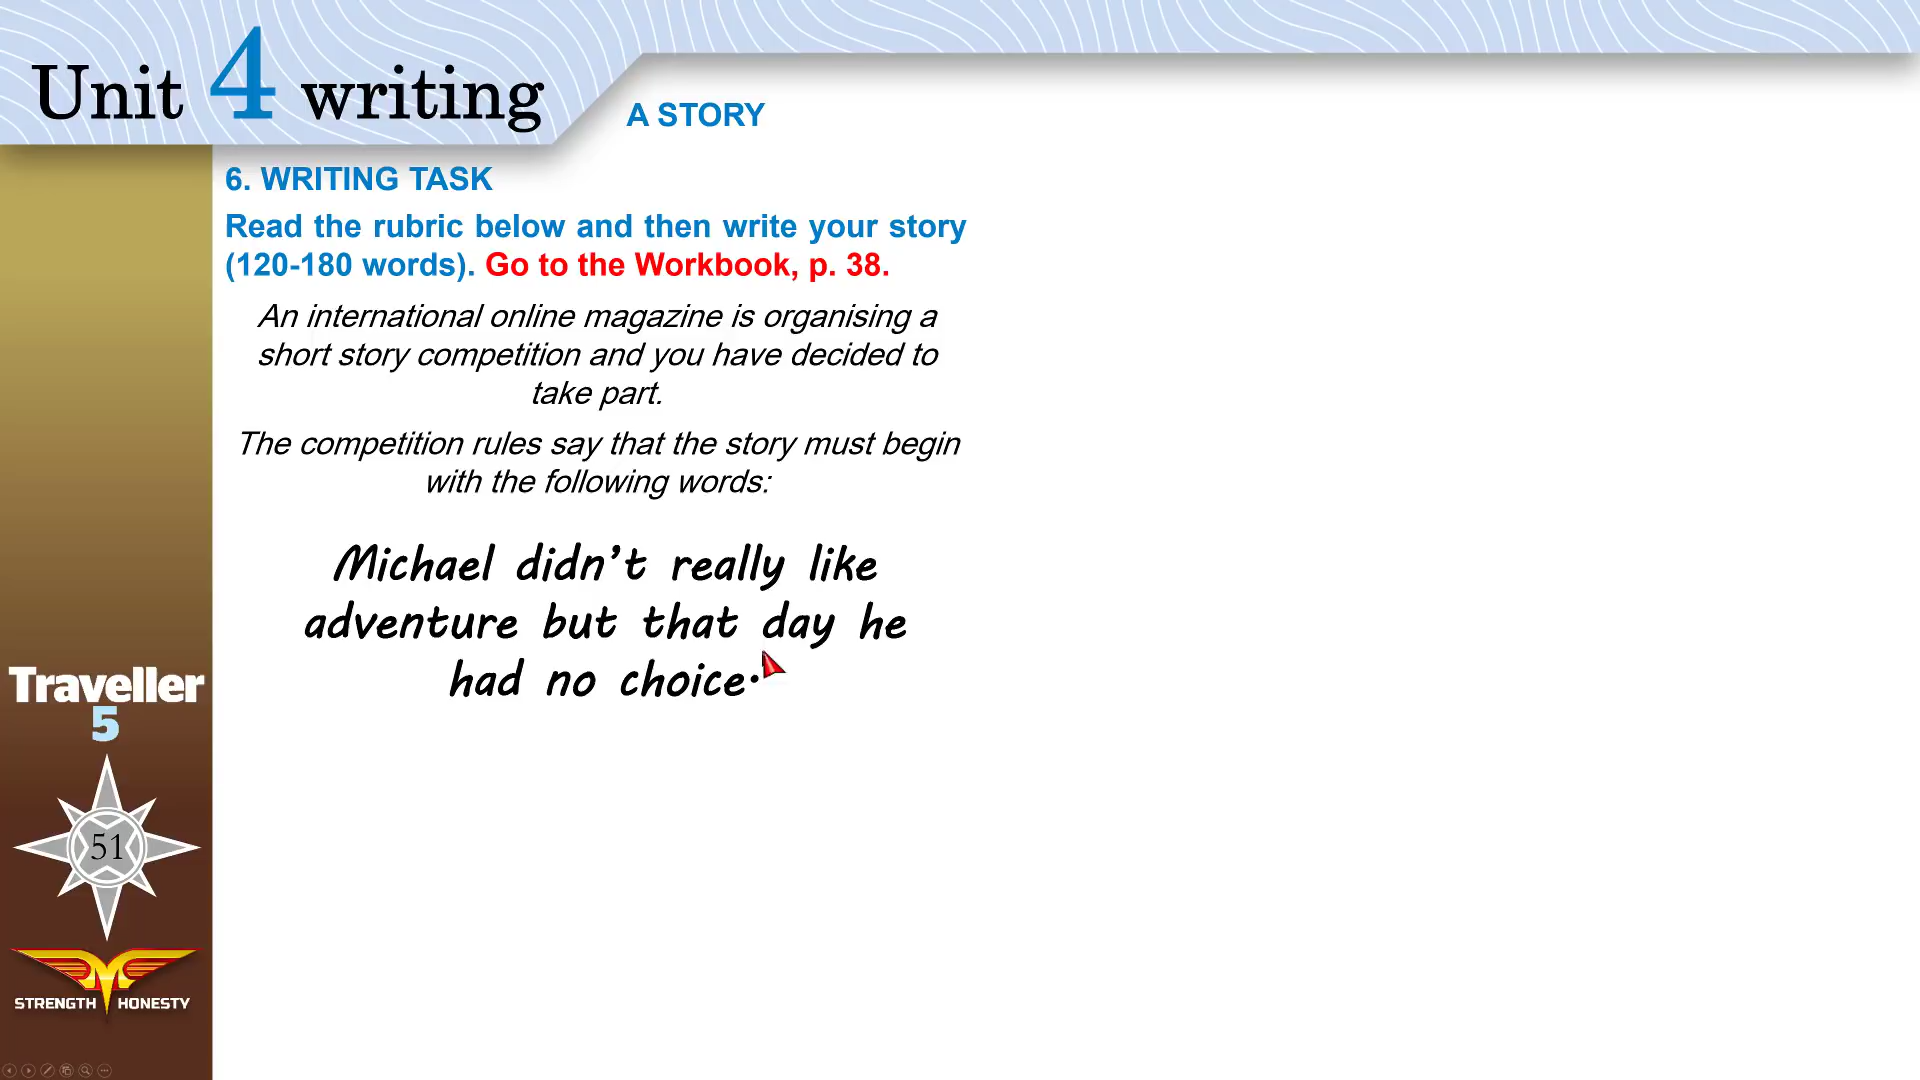 Unit 4 writing
A STORY
6. WRITING TASK
Read the rubric below and then write your story
(120-180 words). Go to the Workbook, p. 38.
An international online magazine is organising a
short story competition and you have decided to
take part.
The competition rules say that the story must begin
with the following words:
Michael didn't really like
adventure but that day he
had no choice.
Traveller
5
51
STRENGTH HONESTY